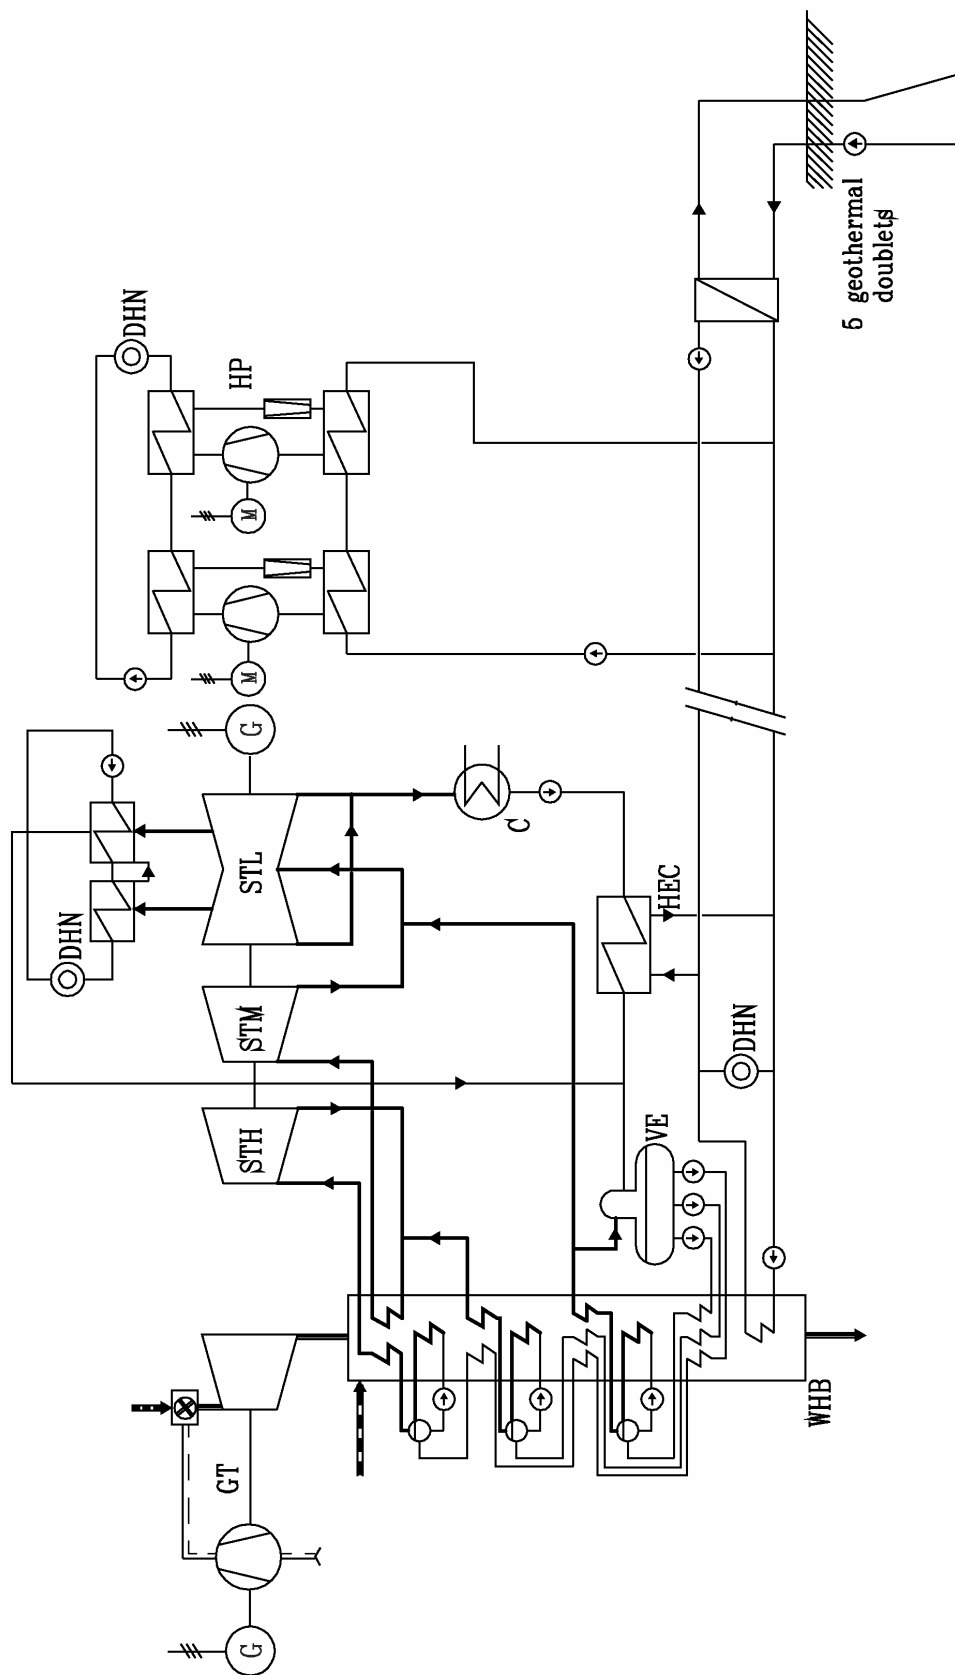 DHN
HP
M
M
G
DHN
STL
C
STM
HEC
STH
DHN
VE
5 geothermal
doublets
GT
WHB
G